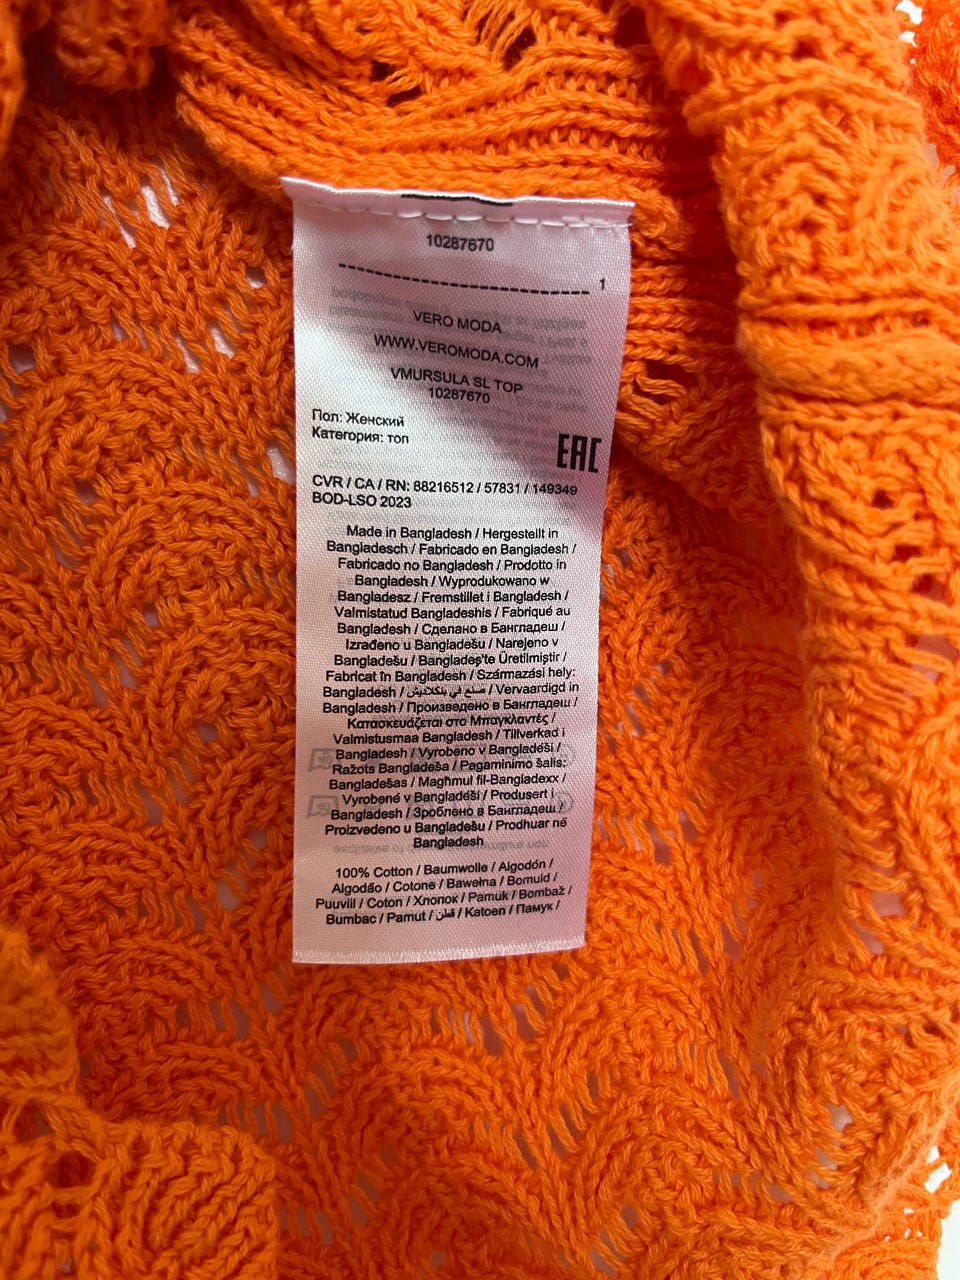 10287670
1
VERO MODA
WWW.VEROMODA.COM
VMURSULA SL TOP
10287670
Пол: Женский
Категория: топ
EAC
CVR / CA / RN: 88216512 / 57831 / 149349
BOD-LSO 2023
Made in Bangladesh / Hergestellt in
Bangladesch / Fabricado en Bangladesh /
Fabricado no Bangladesh / Prodotto in
Bangladesh / Wyprodukowano w
Bangladesz / Fremstillet i Bangladesh /
Valmistatud Bangladeshis / Fabriqué au
Bangladesh / Сделано в Бангладеш /
Izrađeno u Bangladešu / Narejeno v
Bangladešu / Bangladeş'te Üretilmiştir /
Fabricat în Bangladesh / Származási hely:
Bangladesh / صنع في بنكلاديش / Vervaardigd in
Bangladesh / Произведено в Бангладеш /
Κατασκευάζεται στο Μπαγκλαντές /
Valmistusmaa Bangladesh / Tillverkad i
Bangladesh / Vyrobeno v Bangladéši /
Ražots Bangladeša / Pagaminimo šalis:
Bangladešas / Magħmul fil-Bangladexx /
Vyrobené v Bangladéši / Produsert i
Bangladesh / Зроблено в Бангладеш /
Proizvedeno u Bangladešu / Prodhuar në
Bangladesh
100% Cotton / Baumwolle / Algodón /
Algodão / Cotone / Bawełna / Bomuld /
Puuvill / Coton / Хлопок / Pamuk / Bombaž /
Bumbac / Pamut / قطن / Katoen / Памук /